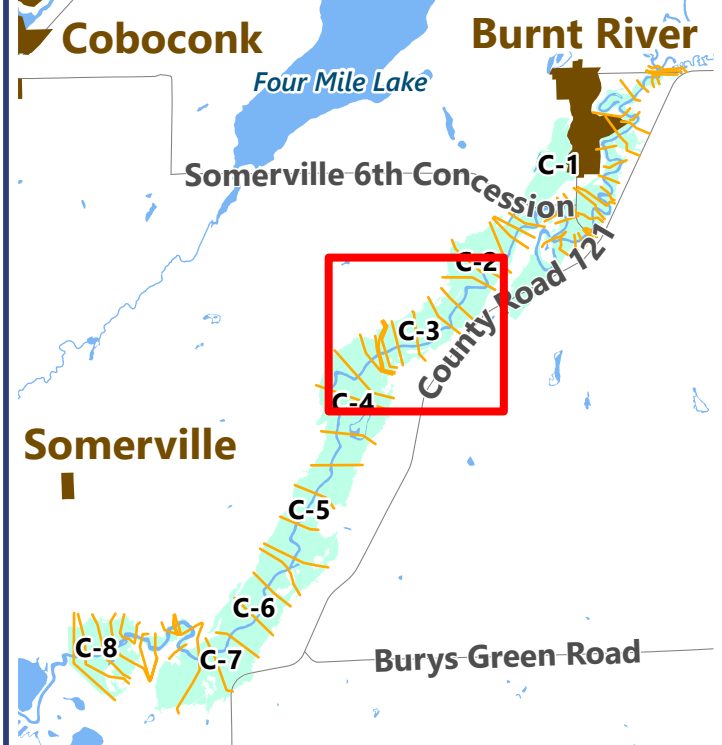 Coboconk
Burnt River
Four Mile Lake
C-1
Somerville 6th Concession
C-2
County Road 121
C-3
C-4
Somerville
C-5
C-6
C-8
C-7
Burys Green Road